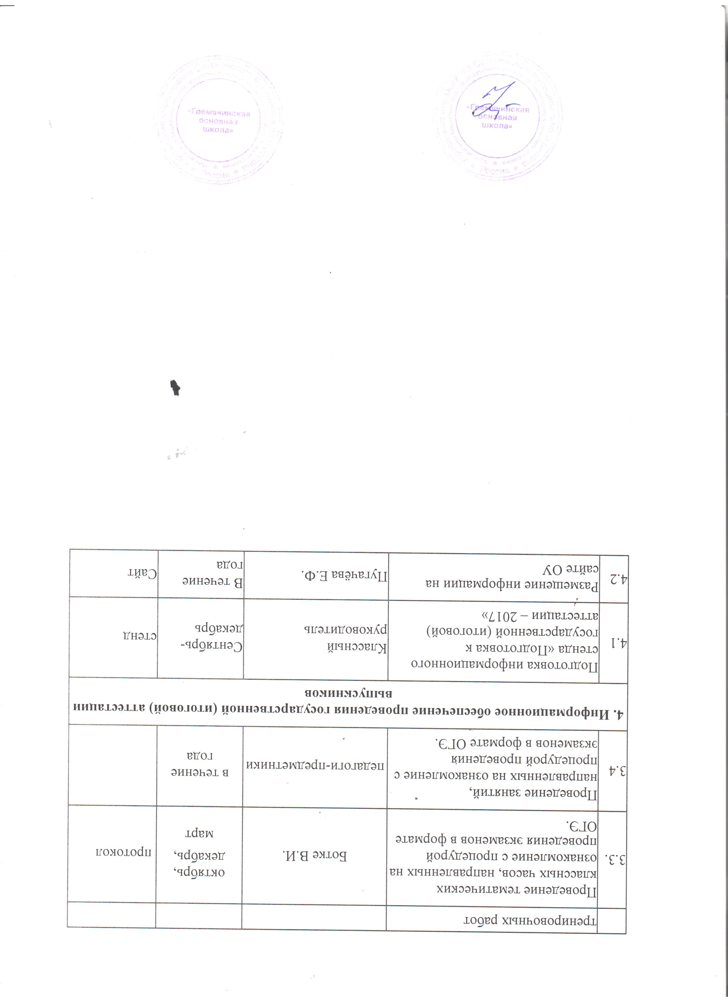 тренировочных работ
3.3.
Проведение тематических
классных часов, направленных на
ознакомление с процедурой
проведения экзаменов в формате
ОГЭ.
Ботке В.И.
октябрь,
декабрь,
март
протокол
3.4
Проведение занятий,
направленных на ознакомление с
процедурой проведения
экзаменов в формате ОГЭ.
педагоги-предметники
в течение
года
4. Информационное обеспечение проведения государственной (итоговой) аттестации
выпускников
4.1
Подготовка информационного
стенда «Подготовка к
государственной (итоговой)
аттестации – 2017»
Классный
руководитель
Сентябрь-
декабрь
стенд
4.2
Размещение информации на
сайте ОУ
Пугачёва Е.Ф.
В течение
года
Сайт
«Гремячинская
основная
школа»
Россия
«Гремячинская
основная
школа»
Россия